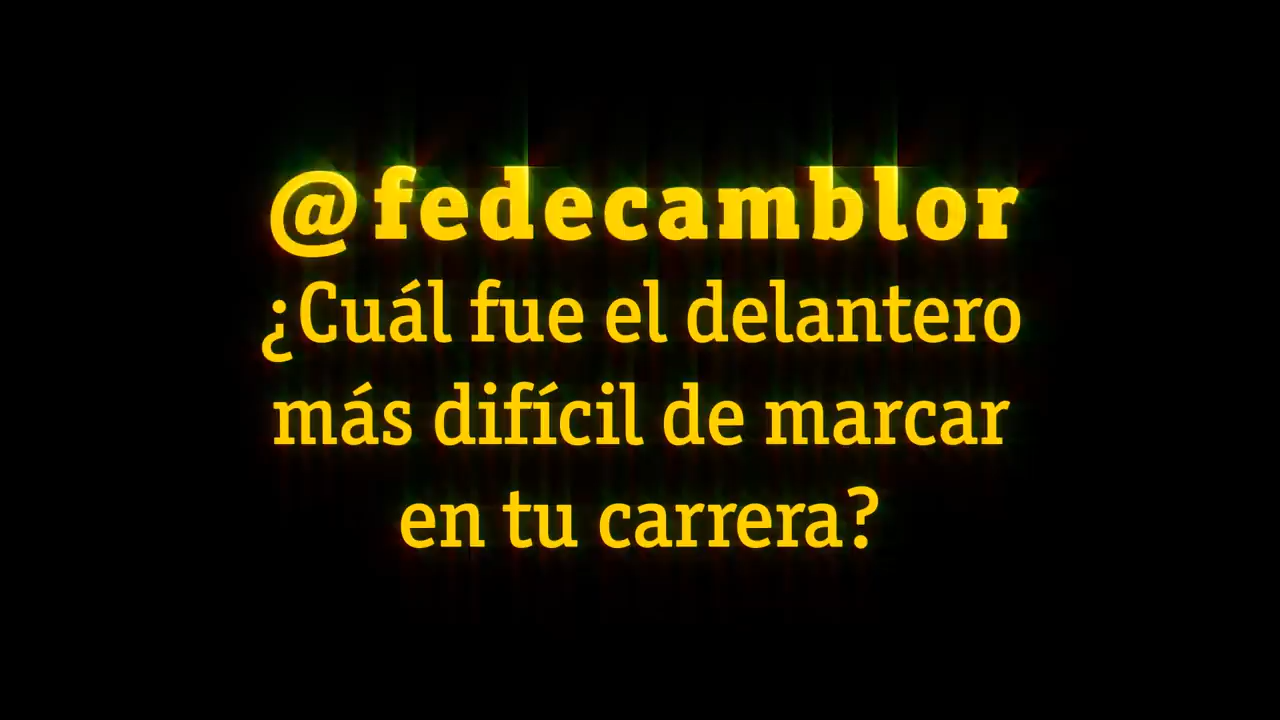 @fedecamblor
¿Cuál fue el delantero
más difícil de marcar
en tu carrera?